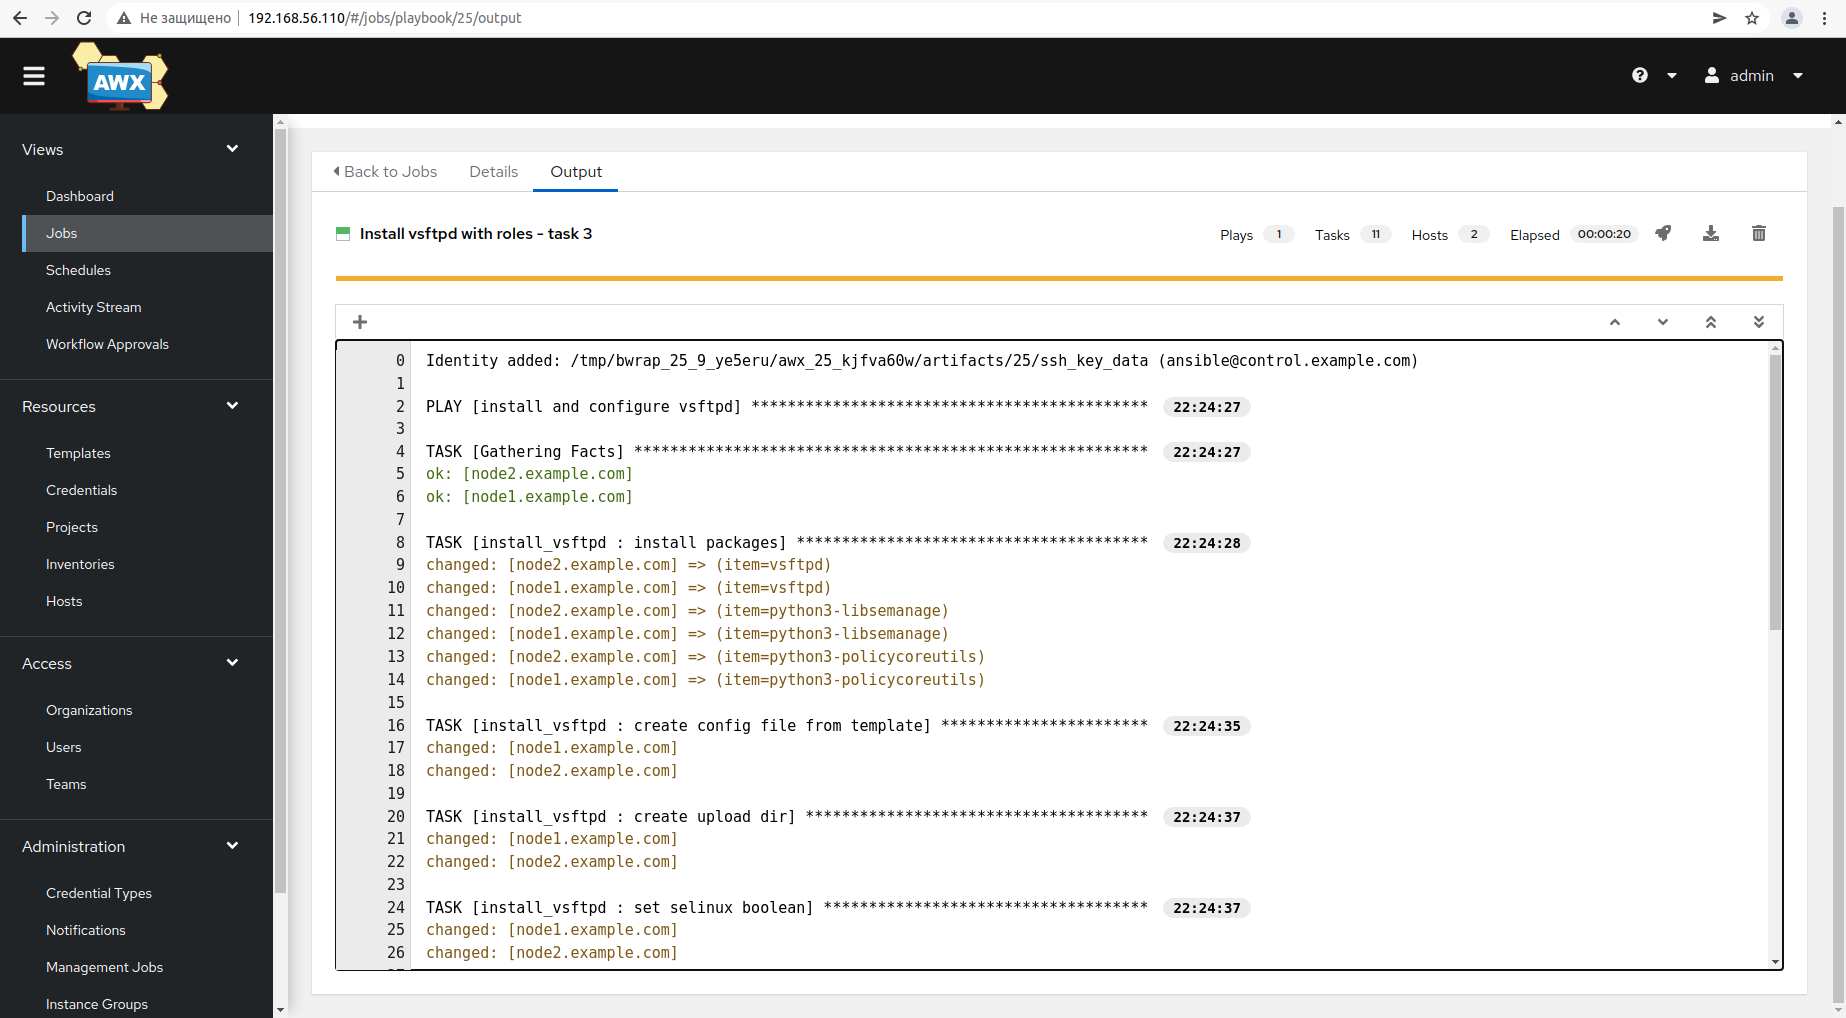 Не защищено | 192.168.56.110/#/jobs/playbook/25/output
AWX
admin
Views
Dashboard
Jobs
Schedules
Activity Stream
Workflow Approvals
Resources
Templates
Credentials
Projects
Inventories
Hosts
Access
Organizations
Users
Teams
Administration
Credential Types
Notifications
Management Jobs
Instance Groups
Back to Jobs Details Output
Install vsftpd with roles - task 3
Plays 1 Tasks 11 Hosts 2 Elapsed 00:00:20
0 Identity added: /tmp/bwrap_25_9_ye5eru/awx_25_kjfva60w/artifacts/25/ssh_key_data (ansible@control.example.com)
1
2 PLAY [install and configure vsftpd] ******************************************** 22:24:27
3
4 TASK [Gathering Facts] ********************************************************* 22:24:27
5 ok: [node2.example.com]
6 ok: [node1.example.com]
7
8 TASK [install_vsftpd : install packages] *************************************** 22:24:28
9 changed: [node2.example.com] => (item=vsftpd)
10 changed: [node1.example.com] => (item=vsftpd)
11 changed: [node2.example.com] => (item=python3-libsemanage)
12 changed: [node1.example.com] => (item=python3-libsemanage)
13 changed: [node2.example.com] => (item=python3-policycoreutils)
14 changed: [node1.example.com] => (item=python3-policycoreutils)
15
16 TASK [install_vsftpd : create config file from template] *********************** 22:24:35
17 changed: [node1.example.com]
18 changed: [node2.example.com]
19
20 TASK [install_vsftpd : create upload dir] ************************************** 22:24:37
21 changed: [node1.example.com]
22 changed: [node2.example.com]
23
24 TASK [install_vsftpd : set selinux boolean] ************************************ 22:24:37
25 changed: [node1.example.com]
26 changed: [node2.example.com]